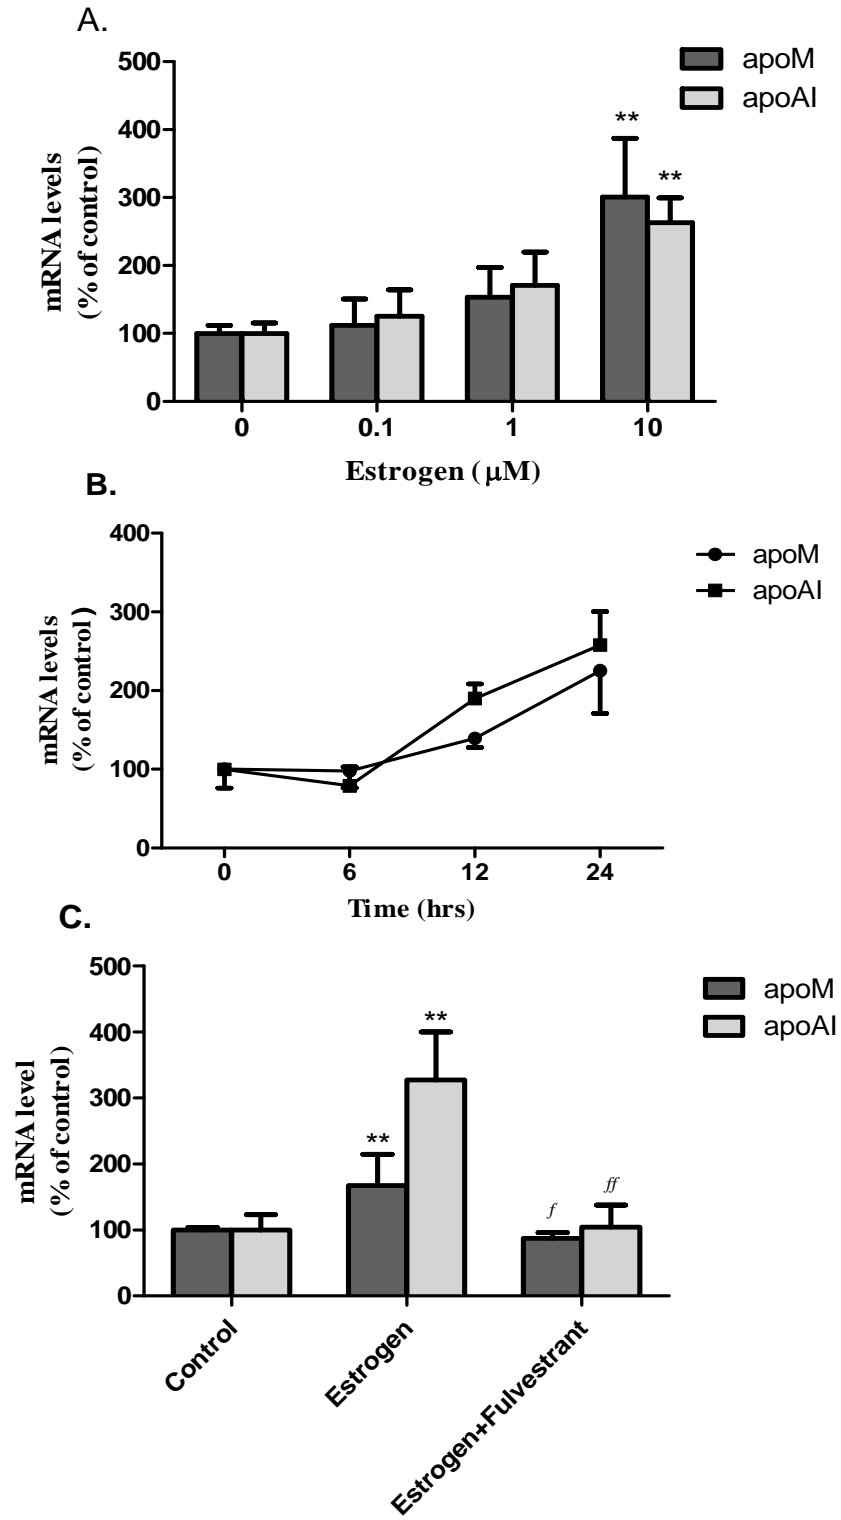 A.
apoM
apoAI
mRNA levels
(% of control)
500
400
300
200
100
0
**
**
0 0.1 1 10
Estrogen (μM)
B.
apoM
apoAI
mRNA levels
(% of control)
400
300
200
100
0
0 6 12 24
Time (hrs)
C.
apoM
apoAI
mRNA level
(% of control)
500
400
300
200
100
0
**
**
f
ff
Control
Estrogen
Estrogen+Fulvestrant